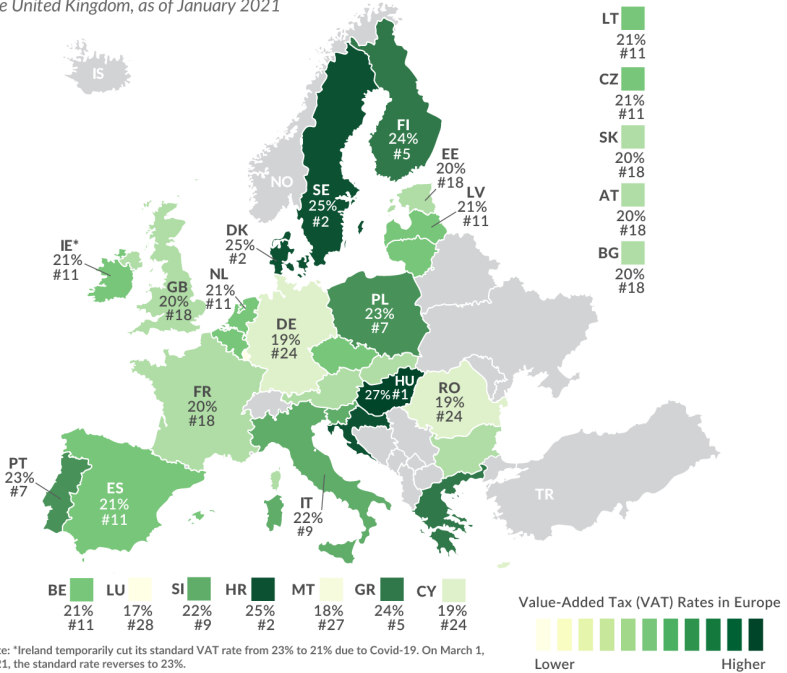 e United Kingdom, as of January 2021
IS
NO
SE
25%
#2
FI
24%
#5
EE
20%
#18
LV
21%
#11
DK
25%
#2
IE*
21%
#11
GB
20%
#18
NL
21%
#11
DE
19%
#24
PL
23%
#7
FR
20%
#18
HU
27% #1
RO
19%
#24
PT
23%
#7
ES
21%
#11
IT
22%
#9
TR
LT
21%
#11
CZ
21%
#11
SK
20%
#18
AT
20%
#18
BG
20%
#18
BE
21%
#11
LU
17%
#28
SI
22%
#9
HR
25%
#2
MT
18%
#27
GR
24%
#5
CY
19%
#24
Value-Added Tax (VAT) Rates in Europe
Lower
Higher
te: *Ireland temporarily cut its standard VAT rate from 23% to 21% due to Covid-19. On March 1,
21, the standard rate reverses to 23%.